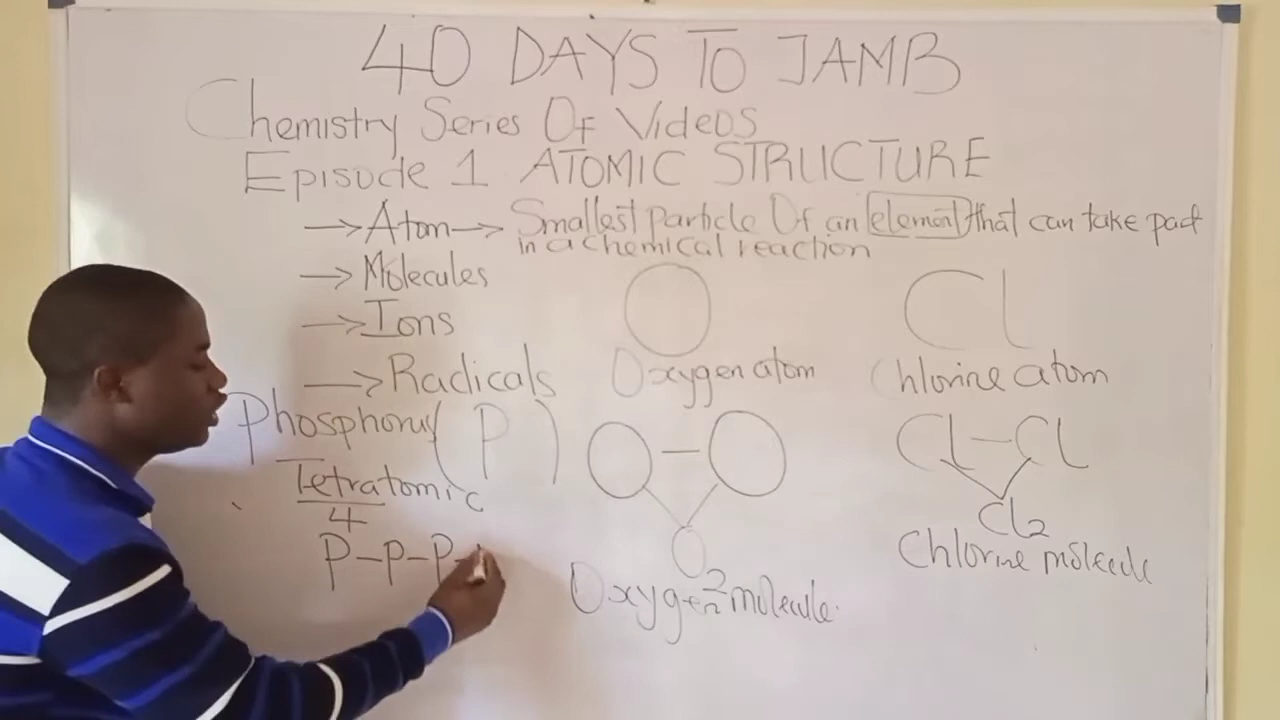 40 DAYS TO JAMB
Chemistry Series Of Videos
Episode 1 ATOMIC STRUCTURE
→ Atom → Smallest particle Of an element that can take part
in a chemical reaction
→ Molecules
→ Ions
→ Radicals
O
Oxygen atom
Cl
Chlorine atom
Phosphorus (P)
Tetratomic
4
P-P-P-
O - O
O2
Oxygen molecule
Cl-Cl
Cl2
Chlorine molecule